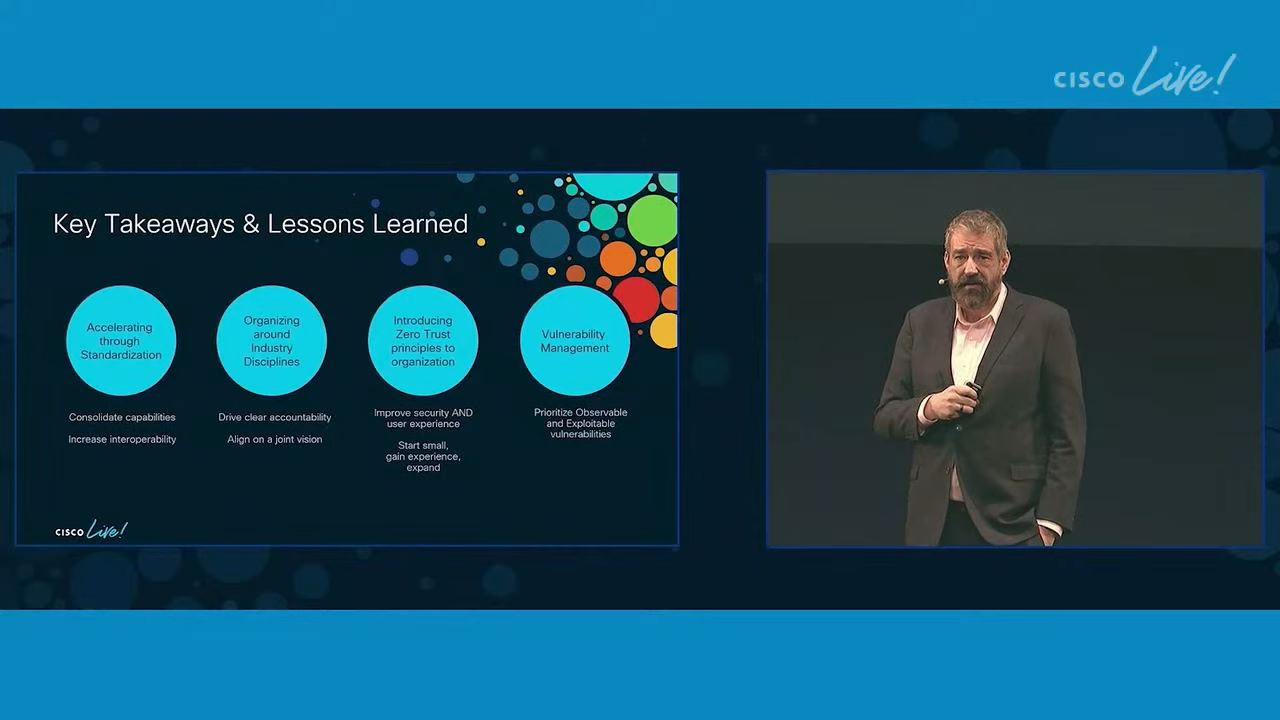 CISCO Live!
Key Takeaways & Lessons Learned
Accelerating
through
Standardization
Consolidate capabilities
Increase interoperability
Organizing
around
Industry
Disciplines
Drive clear accountability
Align on a joint vision
Introducing
Zero Trust
principles to
organization
Improve security AND
user experience
Start small,
gain experience,
expand
Vulnerability
Management
Prioritize Observable
and Exploitable
vulnerabilities
CISCO Live!